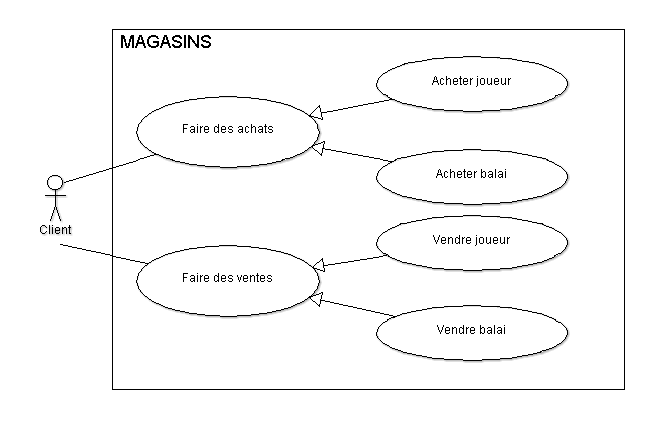 MAGASINS
Acheter joueur
Faire des achats
Acheter balai
Client
Vendre joueur
Faire des ventes
Vendre balai